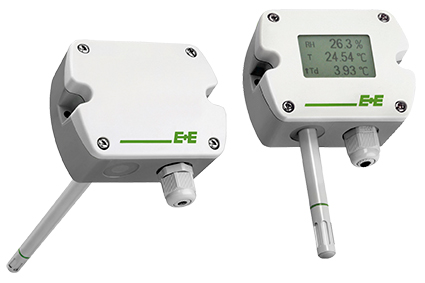 E+E
RH 26.3 %
T 24.54 °C
↑Td 3.93 °C
E+E